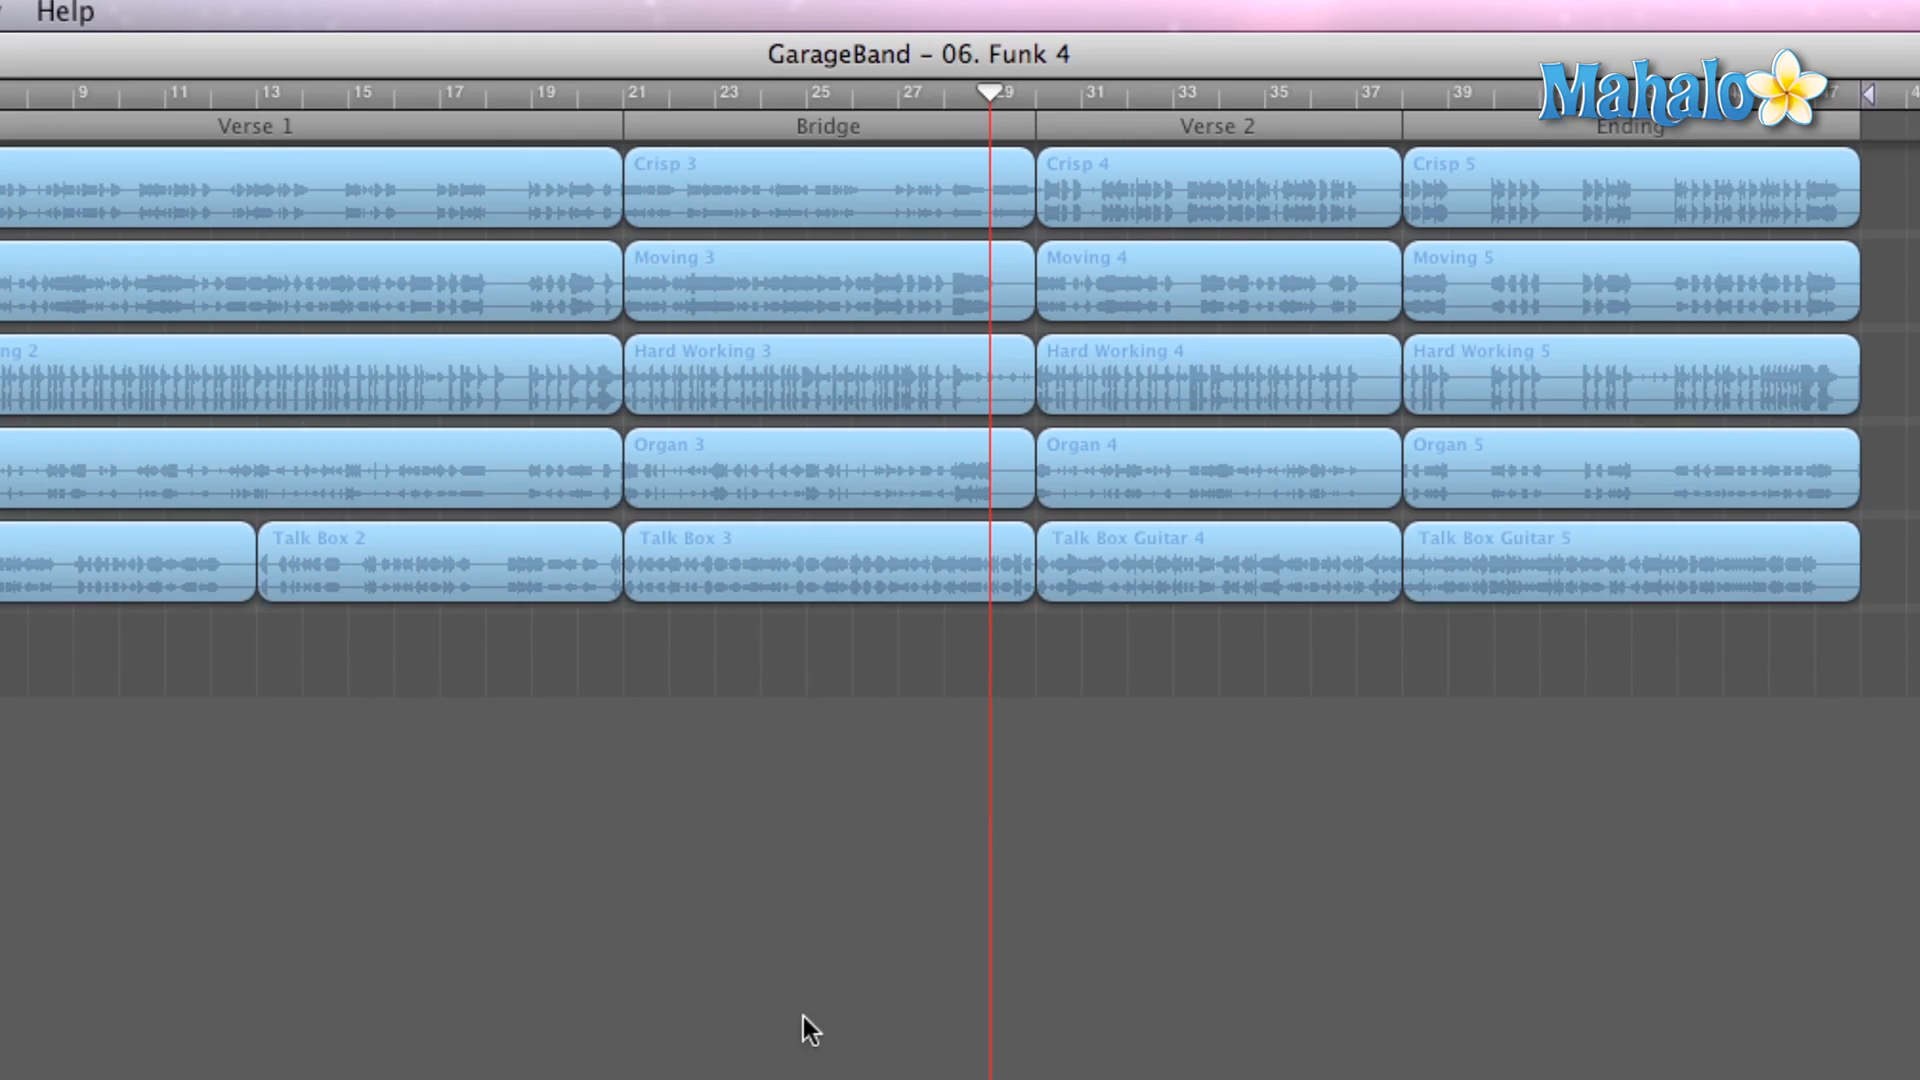 Help
GarageBand – 06. Funk 4
9 11 13 15 17 19 21 23 25 27 29 31 33 35 37 39
Mahalo
Verse 1 Bridge Verse 2 Ending
Crisp 3 Crisp 4 Crisp 5
Moving 3 Moving 4 Moving 5
ng 2 Hard Working 3 Hard Working 4 Hard Working 5
Organ 3 Organ 4 Organ 5
Talk Box 2 Talk Box 3 Talk Box Guitar 4 Talk Box Guitar 5